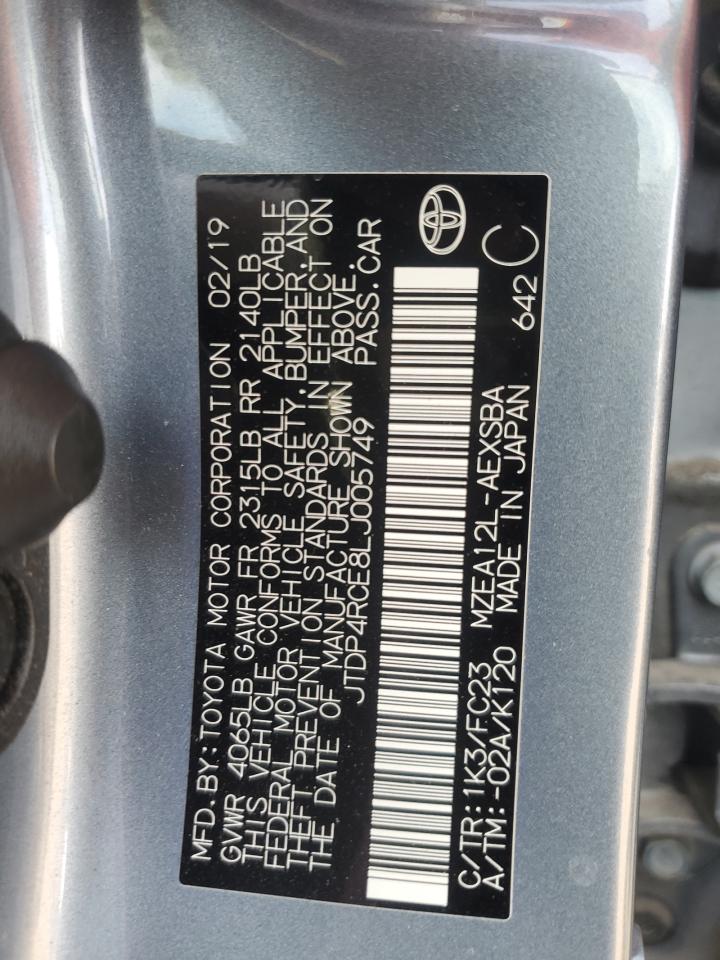 MFD.BY:TOYOTA MOTOR CORPORATION 02/19
GVWR 4065LB GAWR FR 2315LB RR 2140LB
THIS VEHICLE CONFORMS TO ALL APPLICABLE
FEDERAL MOTOR VEHICLE SAFETY,BUMPER,AND
THEFT PREVENTION STANDARDS IN EFFECT ON
THE DATE OF MANUFACTURE SHOWN ABOVE.
JTDP4RCE8LJ005749 PASS.CAR
C/TR:1K3/FC23 MZEA12L-AEXSBA 642 C
A/TM:-02A/K120 MADE IN JAPAN